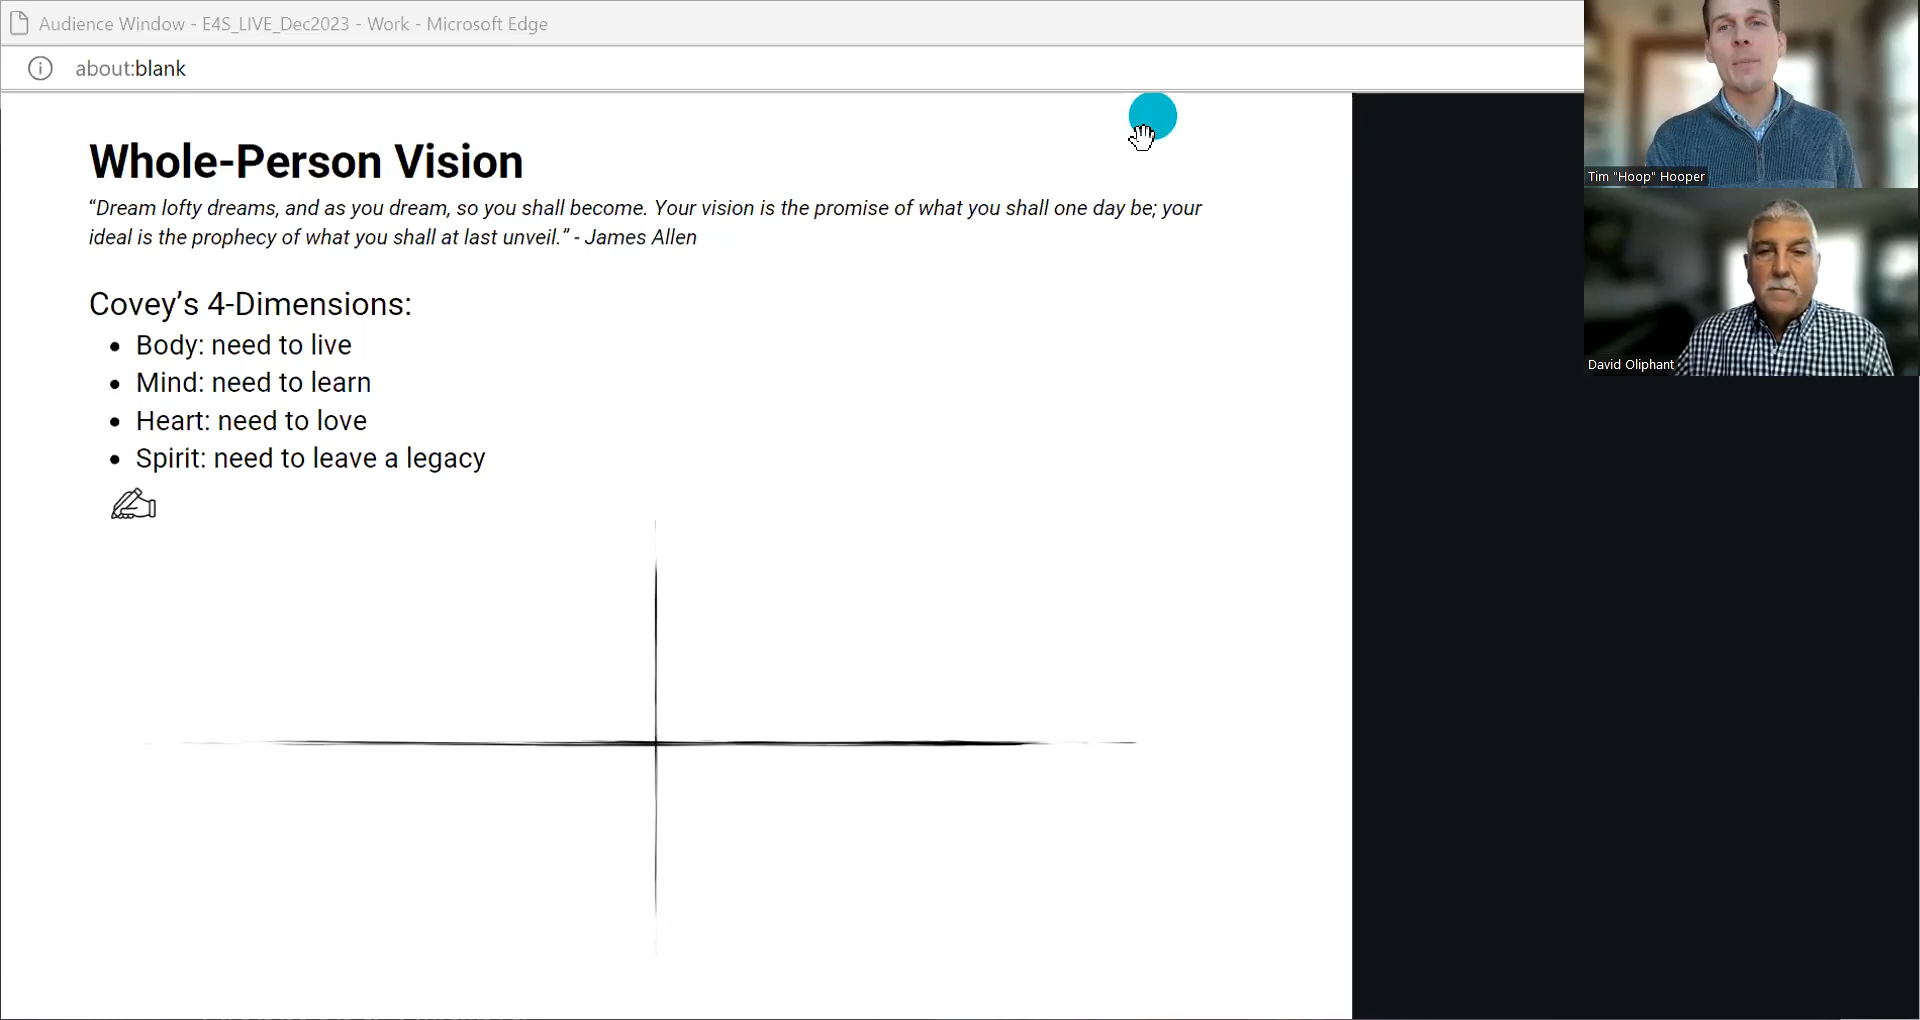 Audience Window - E4S_LIVE_Dec2023 - Work - Microsoft Edge
about:blank
Whole-Person Vision
“Dream lofty dreams, and as you dream, so you shall become. Your vision is the promise of what you shall one day be; your
ideal is the prophecy of what you shall at last unveil.” - James Allen
Covey’s 4-Dimensions:
• Body: need to live
• Mind: need to learn
• Heart: need to love
• Spirit: need to leave a legacy
Tim "Hoop" Hooper
David Oliphant